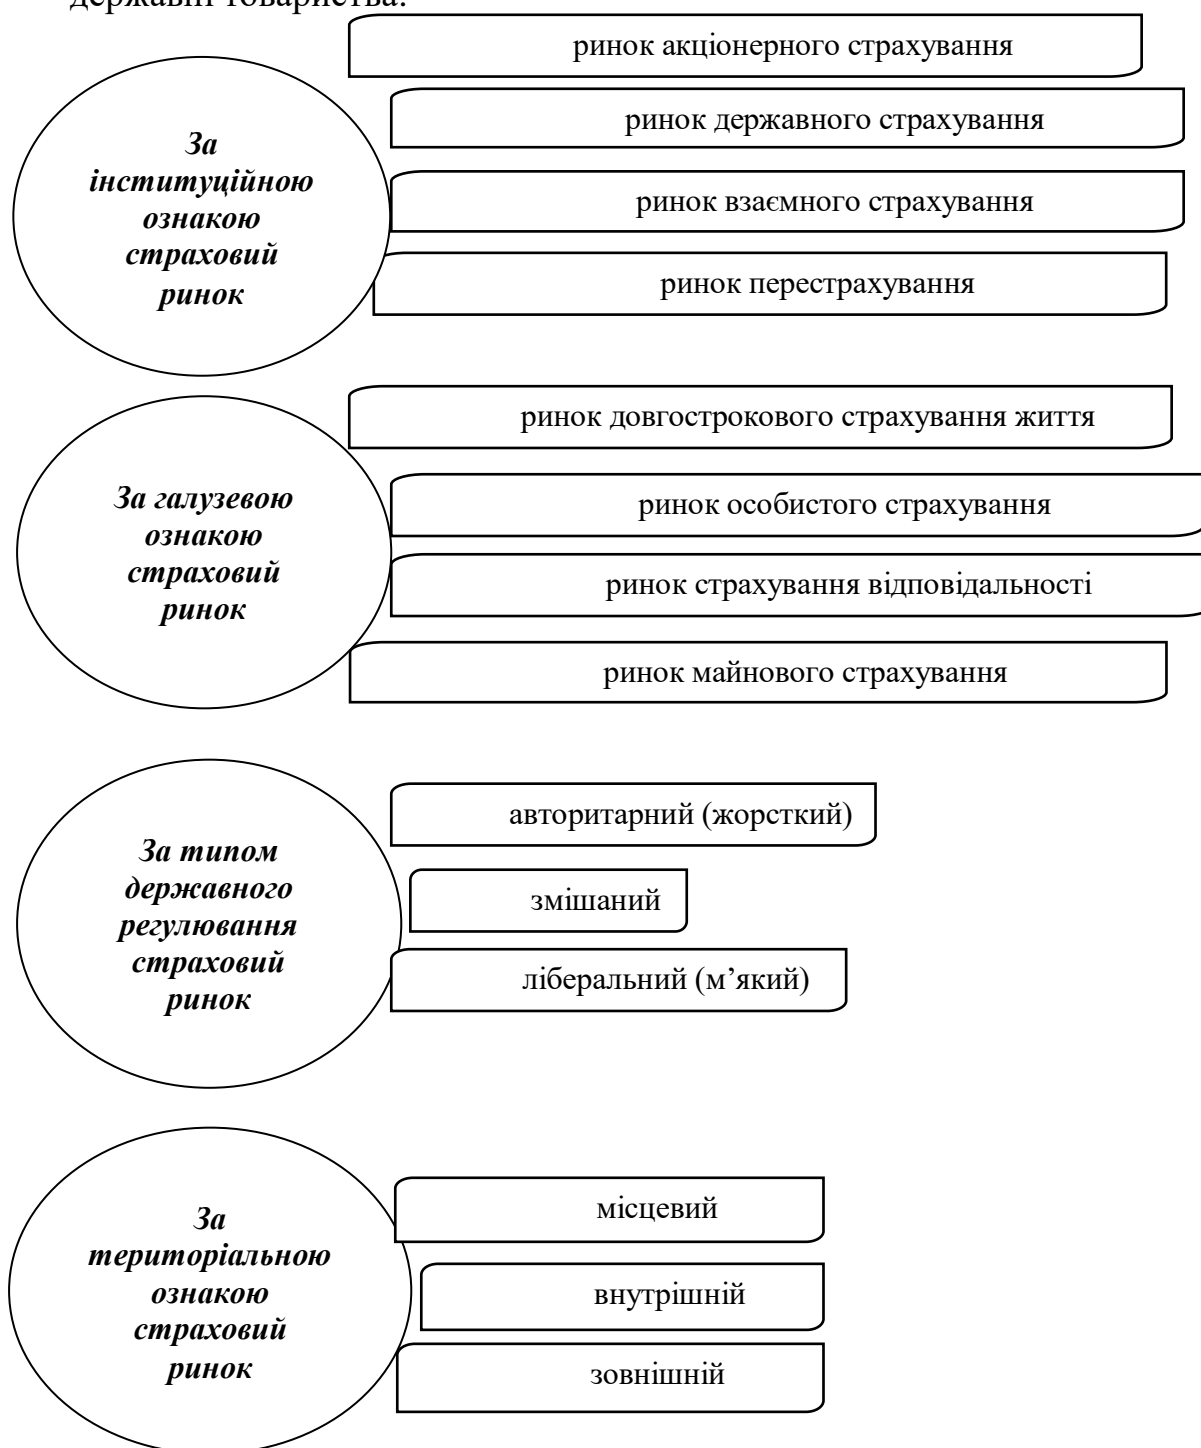 державні товариства.
ринок акціонерного страхування
ринок державного страхування
ринок взаємного страхування
ринок перестрахування
За
інституційною
ознакою
страховий
ринок
ринок довгострокового страхування життя
ринок особистого страхування
ринок страхування відповідальності
ринок майнового страхування
За галузевою
ознакою
страховий
ринок
авторитарний (жорсткий)
змішаний
ліберальний (м’який)
За типом
державного
регулювання
страховий
ринок
місцевий
внутрішній
зовнішній
За
територіальною
ознакою
страховий
ринок